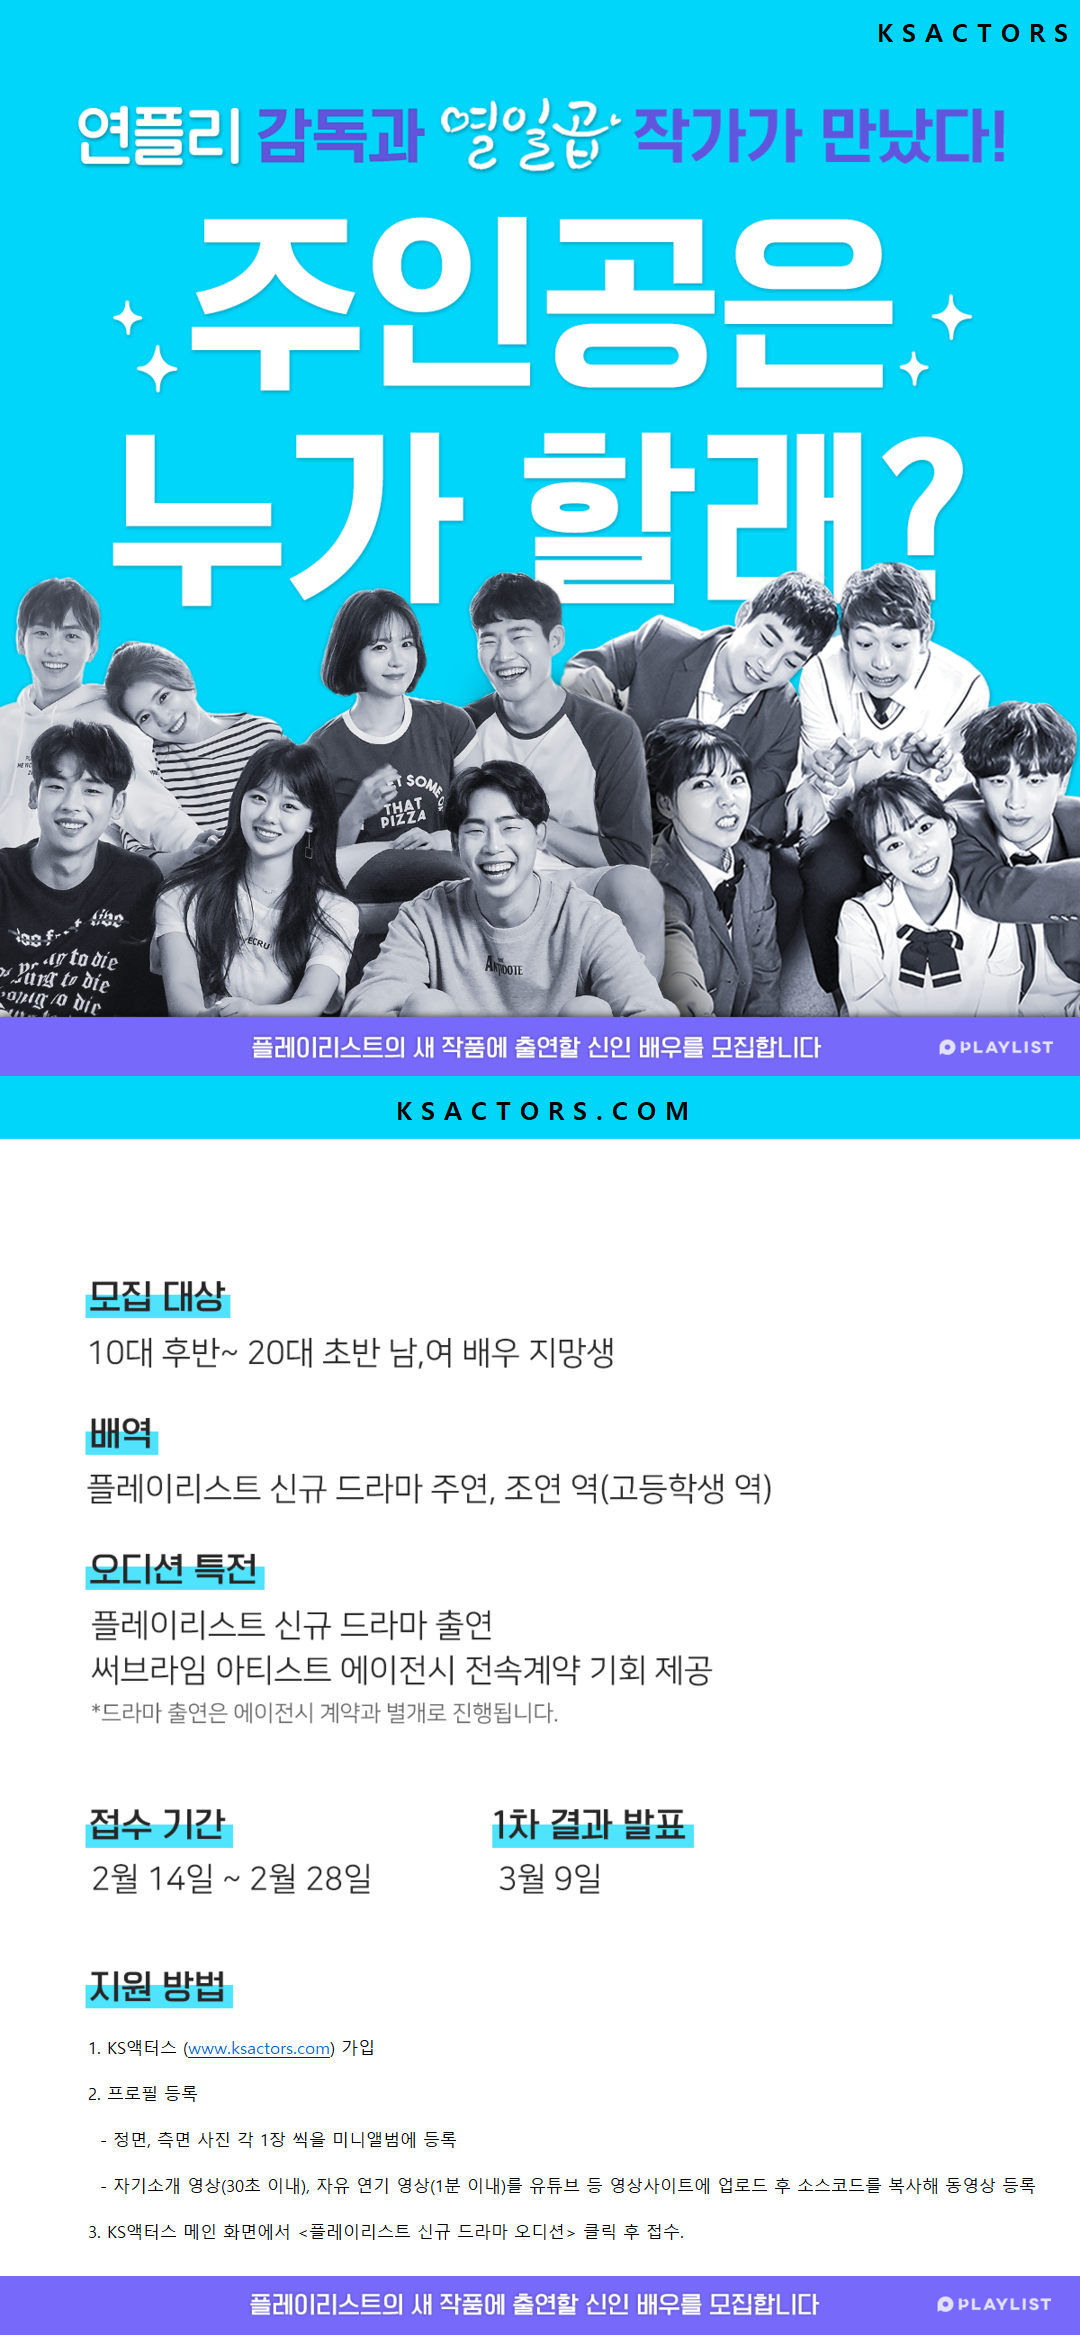 KSACTORS
연플리 감독과 열일곱 작가가 만났다!
주인공은
누가 할래?
GET SOME OF
THAT
PIZZA
ECRU
THE
ANTIDOTE
to die
to die
to die
플레이리스트의 새 작품에 출연할 신인 배우를 모집합니다
PLAYLIST
KSACTORS.COM
모집 대상
10대 후반~ 20대 초반 남,여 배우 지망생
배역
플레이리스트 신규 드라마 주연, 조연 역(고등학생 역)
오디션 특전
플레이리스트 신규 드라마 출연
써브라임 아티스트 에이전시 전속계약 기회 제공
*드라마 출연은 에이전시 계약과 별개로 진행됩니다.
접수 기간
2월 14일 ~ 2월 28일
1차 결과 발표
3월 9일
지원 방법
1. KS액터스 (www.ksactors.com) 가입
2. 프로필 등록
- 정면, 측면 사진 각 1장 씩을 미니앨범에 등록
- 자기소개 영상(30초 이내), 자유 연기 영상(1분 이내)를 유튜브 등 영상사이트에 업로드 후 소스코드를 복사해 동영상 등록
3. KS액터스 메인 화면에서 <플레이리스트 신규 드라마 오디션> 클릭 후 접수.
플레이리스트의 새 작품에 출연할 신인 배우를 모집합니다
PLAYLIST